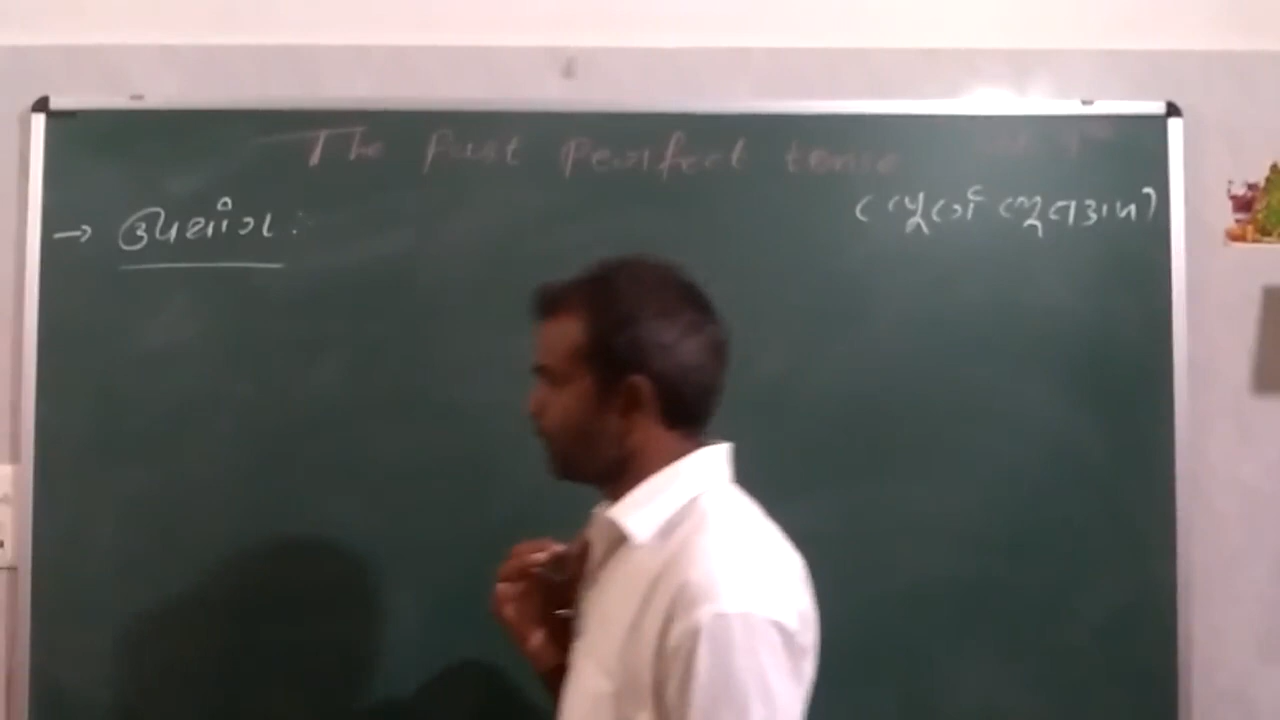 The Past Perfect tense
(પૂર્ણ ભૂતકાળ)
→ ઉપયોગ :